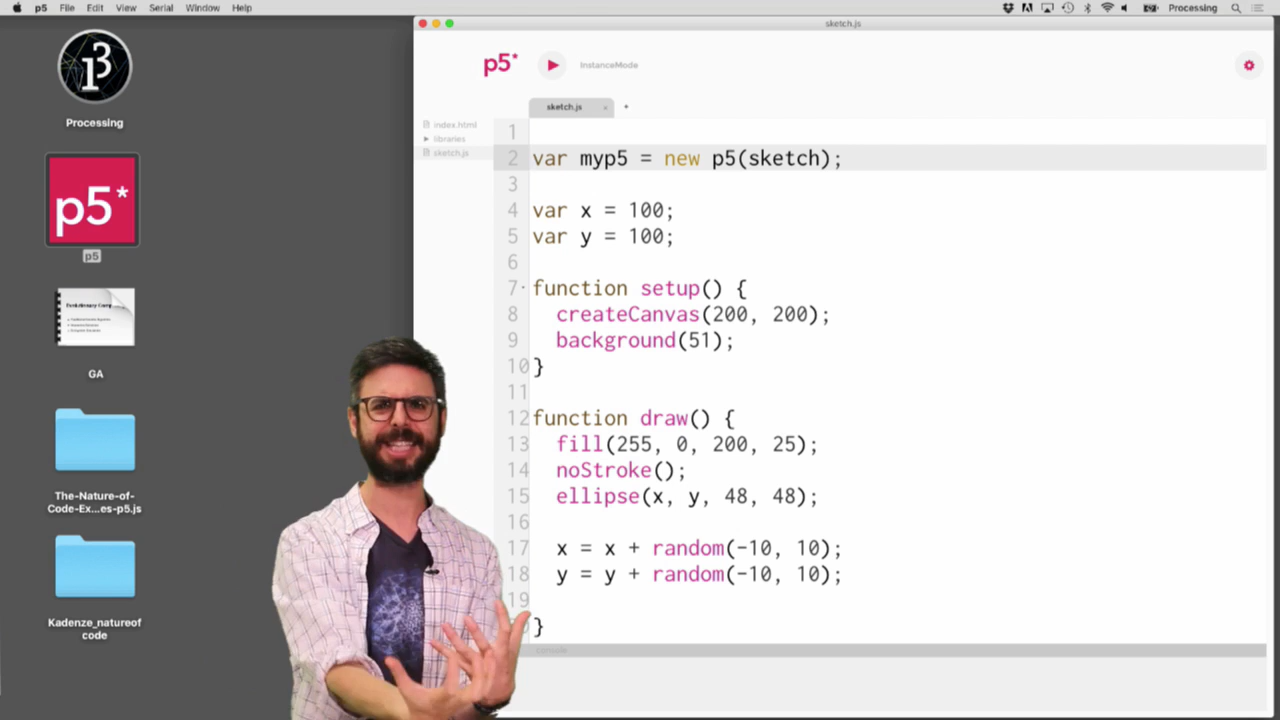 p5 File Edit View Serial Window Help
Processing
sketch.js
p5*
InstanceMode
sketch.js
index.html
libraries
sketch.js
1
2 var myp5 = new p5(sketch);
3
4 var x = 100;
5 var y = 100;
6
7 function setup() {
8 createCanvas(200, 200);
9 background(51);
10 }
11
12 function draw() {
13 fill(255, 0, 200, 25);
14 noStroke();
15 ellipse(x, y, 48, 48);
16
17 x = x + random(-10, 10);
18 y = y + random(-10, 10);
19
}
console
Processing
p5*
p5
GA
The-Nature-of-
Code-Ex...es-p5.js
Kadenze_natureof
code